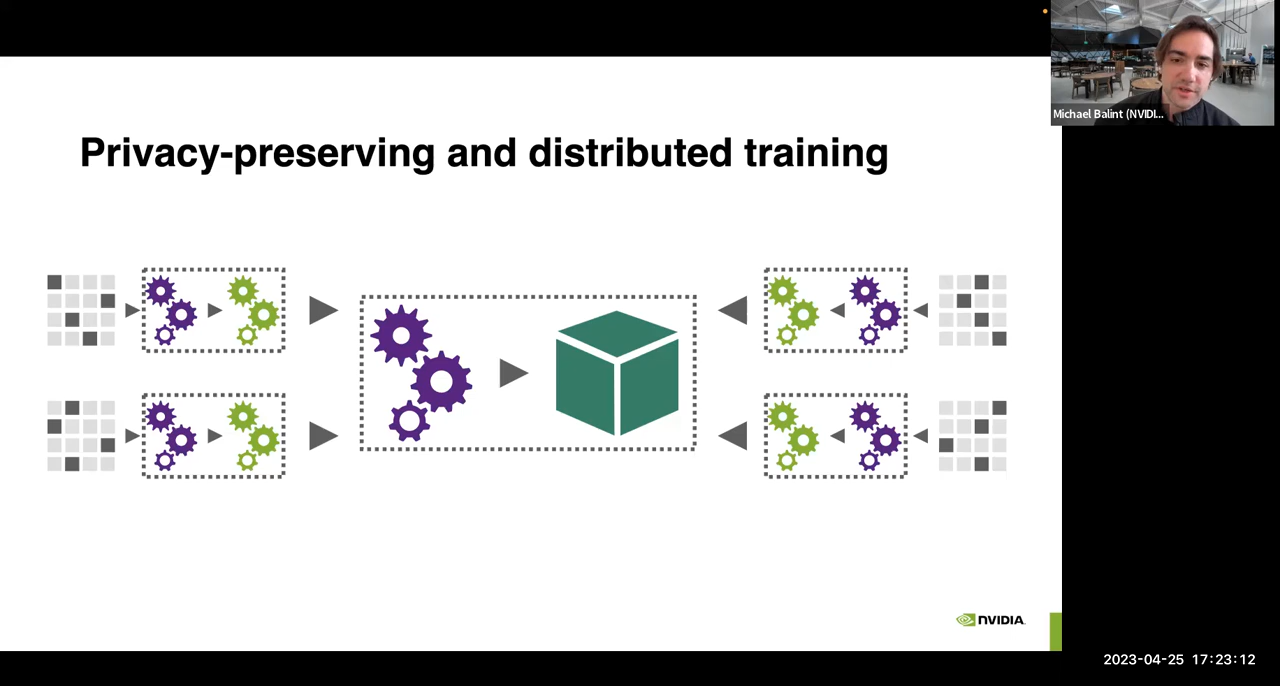 Michael Balint (NVIDI...
Privacy-preserving and distributed training
NVIDIA
2023-04-25 17:23:12